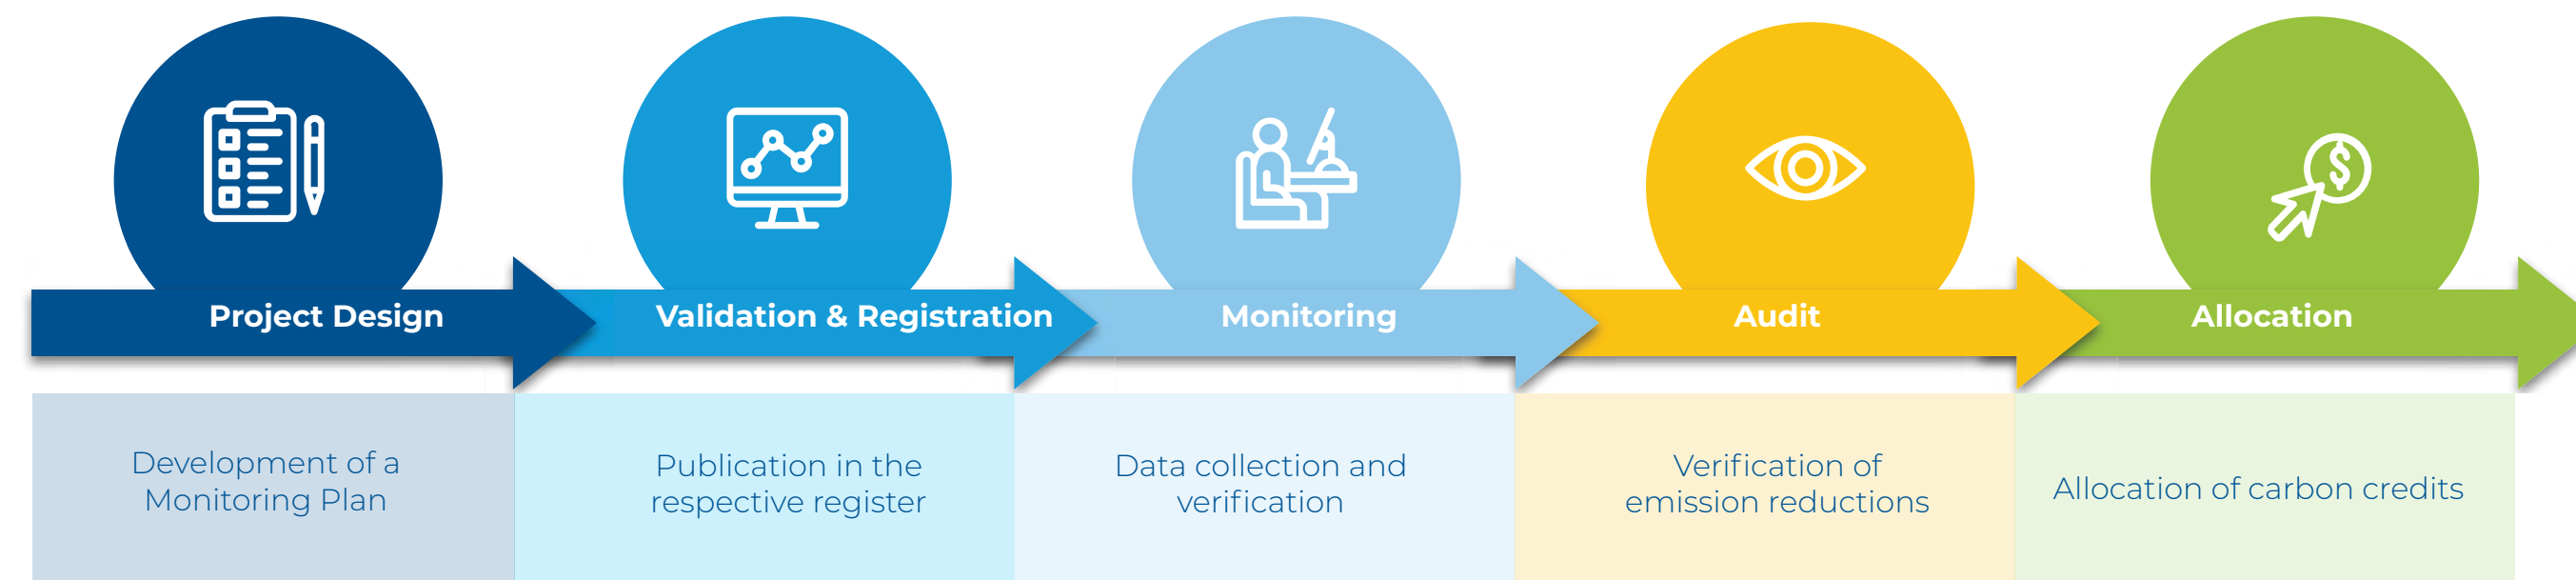 Project Design
Validation & Registration
Monitoring
Audit
Allocation
Development of a
Monitoring Plan
Publication in the
respective register
Data collection and
verification
Verification of
emission reductions
Allocation of carbon credits